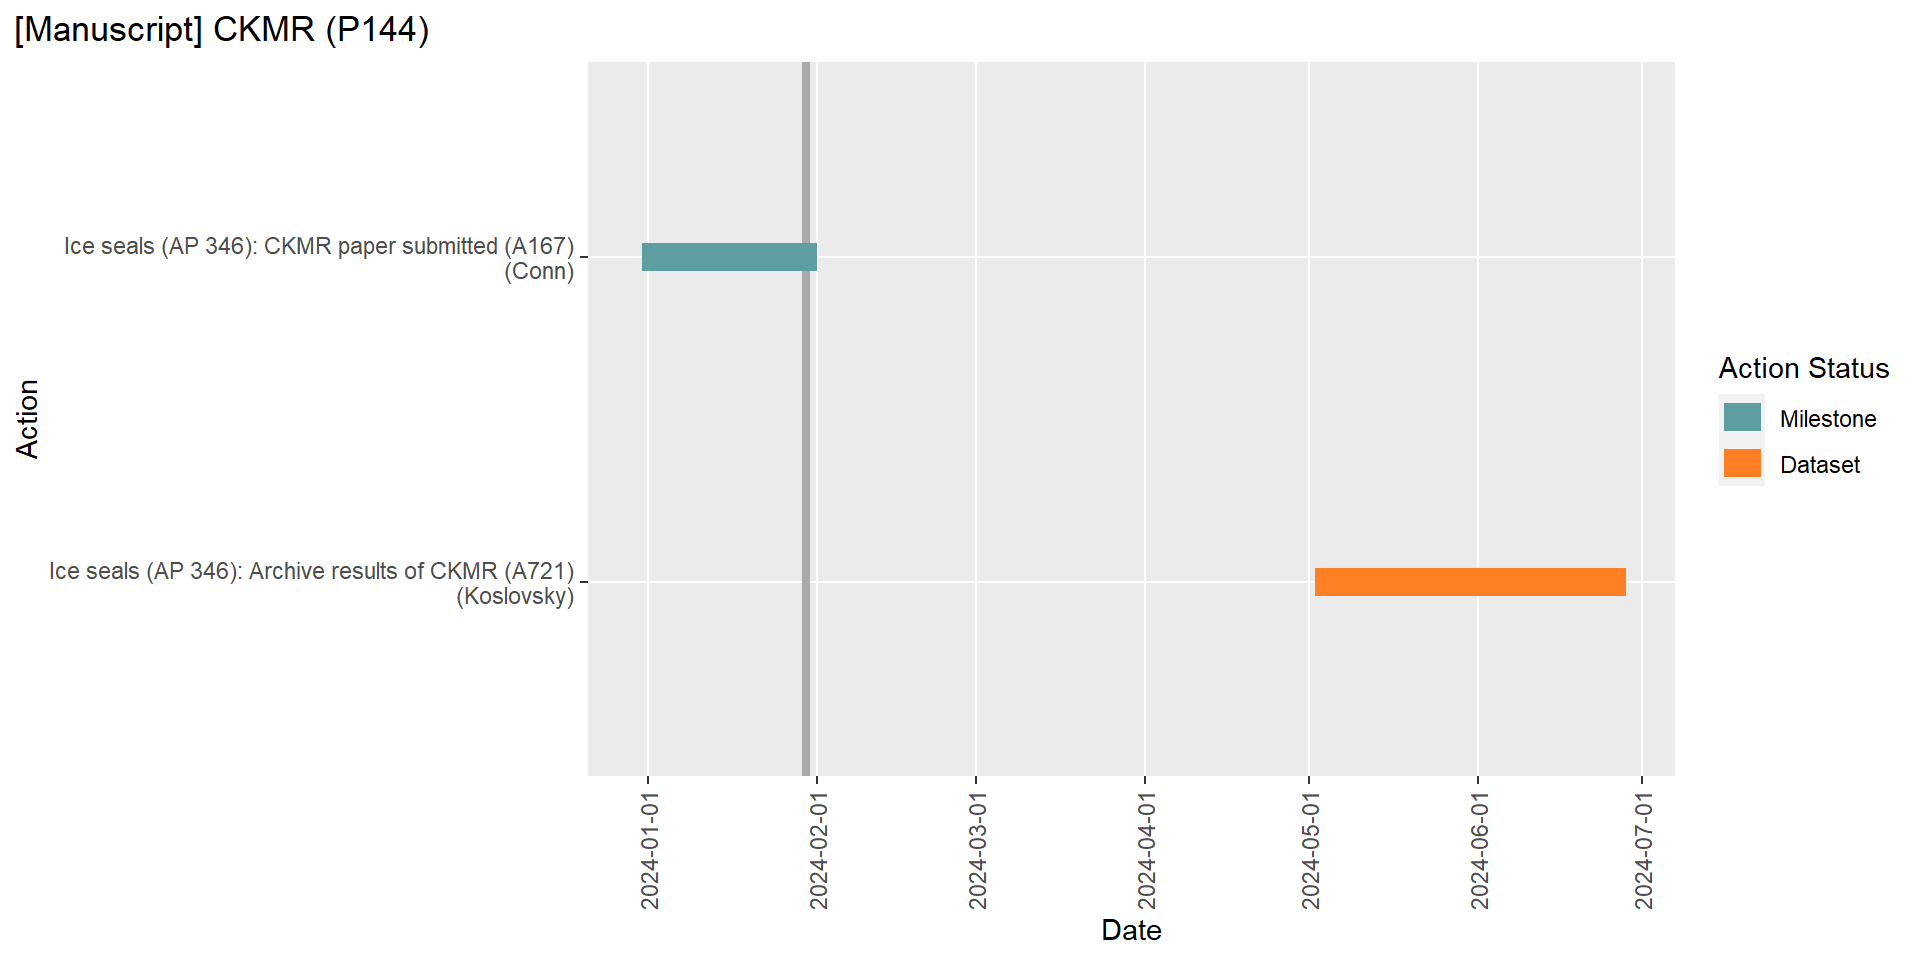 [Manuscript] CKMR (P144)
Ice seals (AP 346): CKMR paper submitted (A167)
(Conn)
Ice seals (AP 346): Archive results of CKMR (A721)
(Koslovsky)
Action
2024-01-01
2024-02-01
2024-03-01
2024-04-01
2024-05-01
2024-06-01
2024-07-01
Date
Action Status
Milestone
Dataset